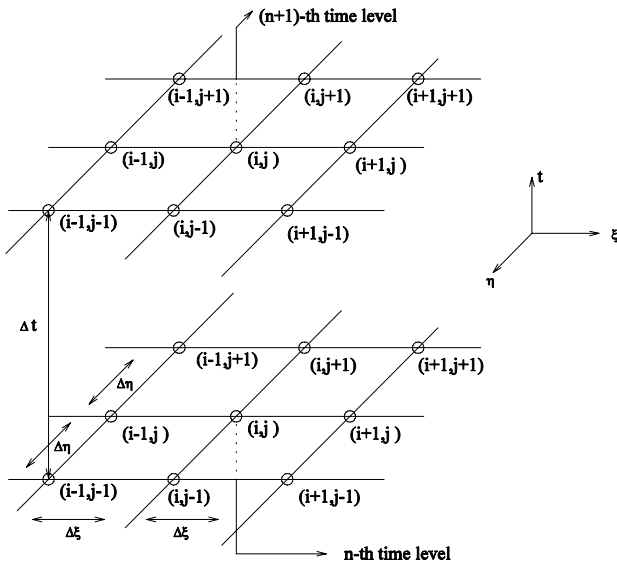 (n+1)-th time level
(i-1,j+1) (i,j+1) (i+1,j+1)
(i-1,j) (i,j ) (i+1,j )
t
(i-1,j-1) (i,j-1) (i+1,j-1)
ξ
η
Δ t
(i-1,j+1) (i,j+1) (i+1,j+1)
Δη
(i-1,j ) (i,j ) (i+1,j )
Δη
(i-1,j-1) (i,j-1) (i+1,j-1)
Δξ Δξ
n-th time level